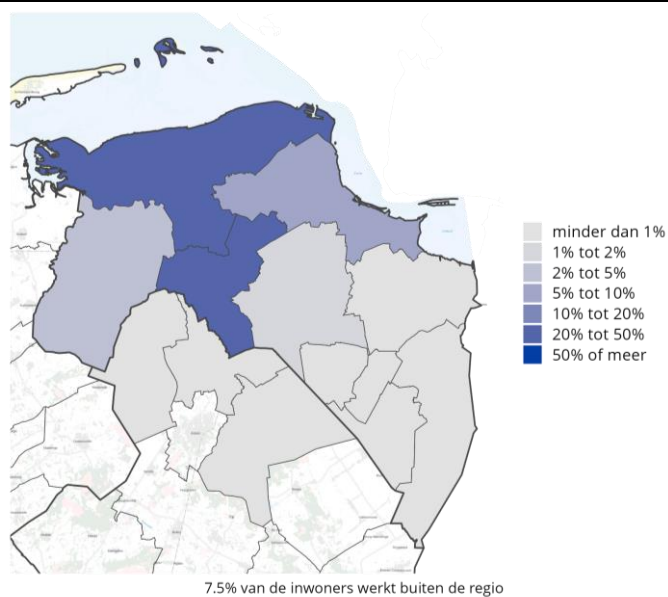 minder dan 1%
1% tot 2%
2% tot 5%
5% tot 10%
10% tot 20%
20% tot 50%
50% of meer
7.5% van de inwoners werkt buiten de regio